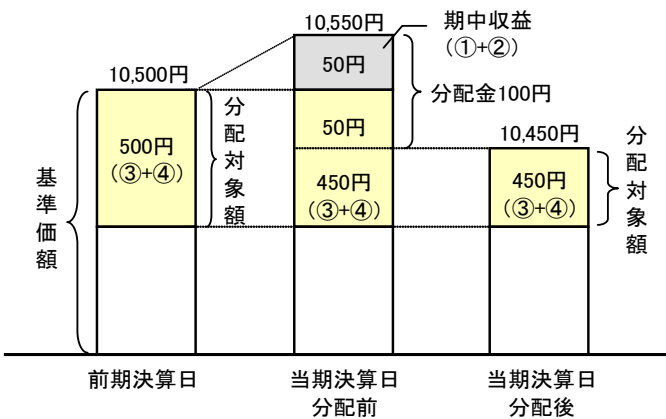 10,550円
期中収益
(①+②)
10,500円
50円
分配金100円
500円
(③+④)
分配対象額
50円
10,450円
450円
(③+④)
450円
(③+④)
分配対象額
基準価額
前期決算日
当期決算日
分配前
当期決算日
分配後